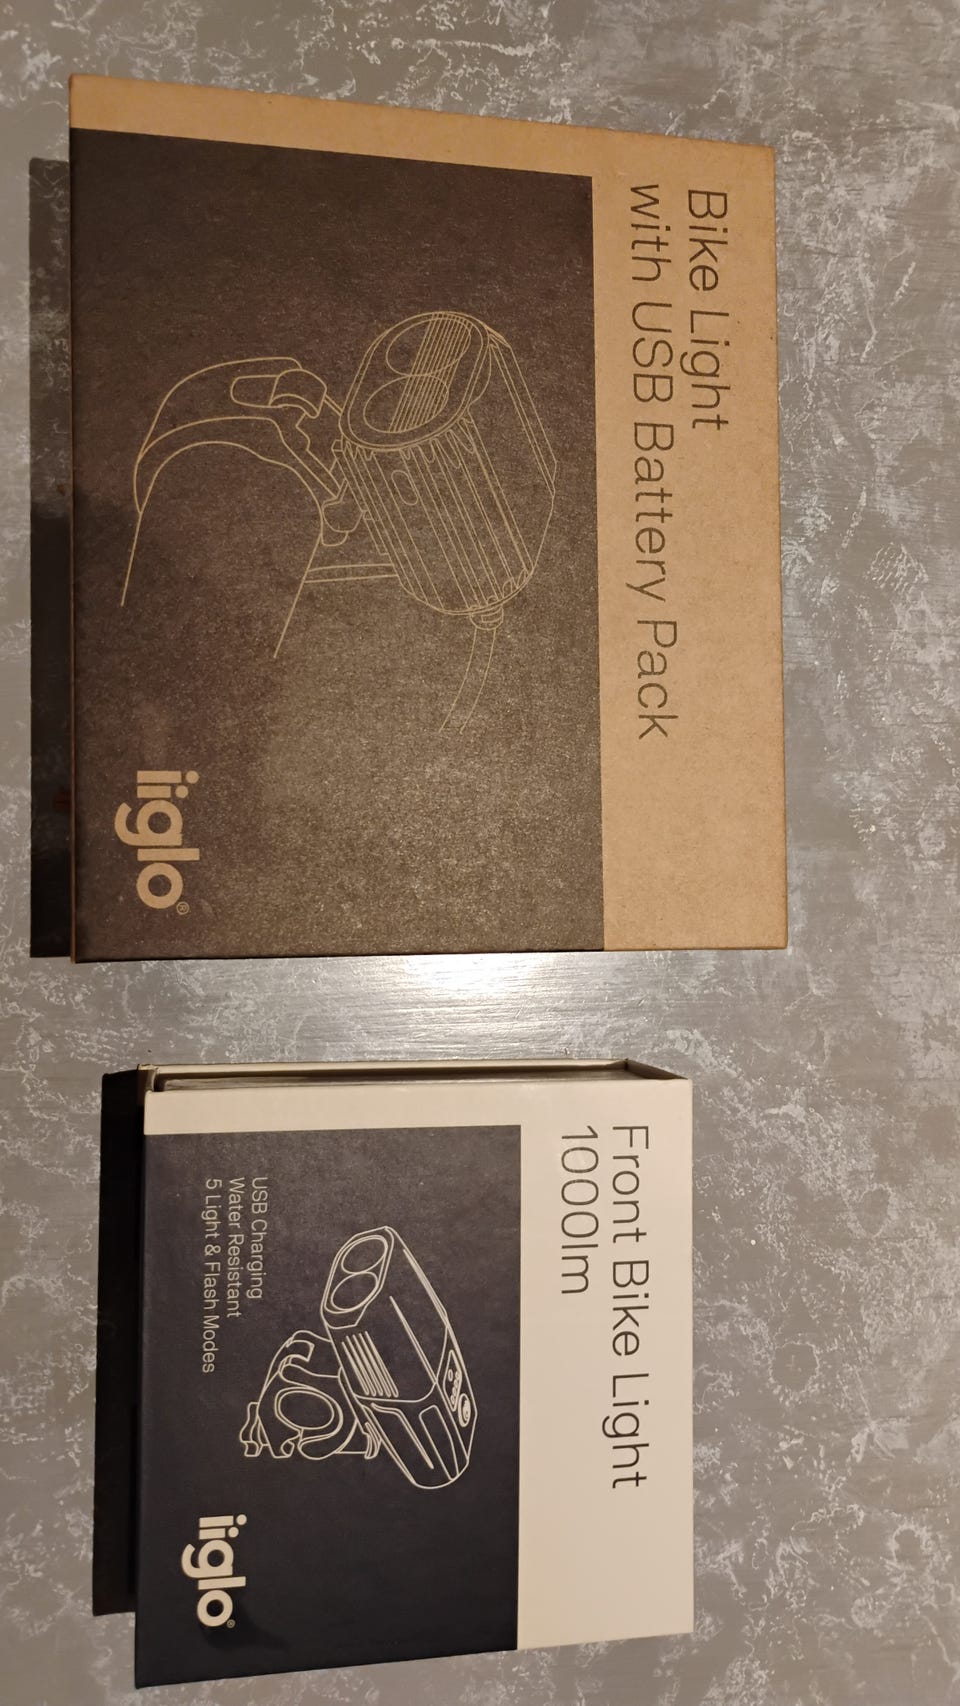 Bike Light
with USB Battery Pack
iiglo®
Front Bike Light
1000lm
USB Charging
Water Resistant
5 Light & Flash Modes
iiglo®